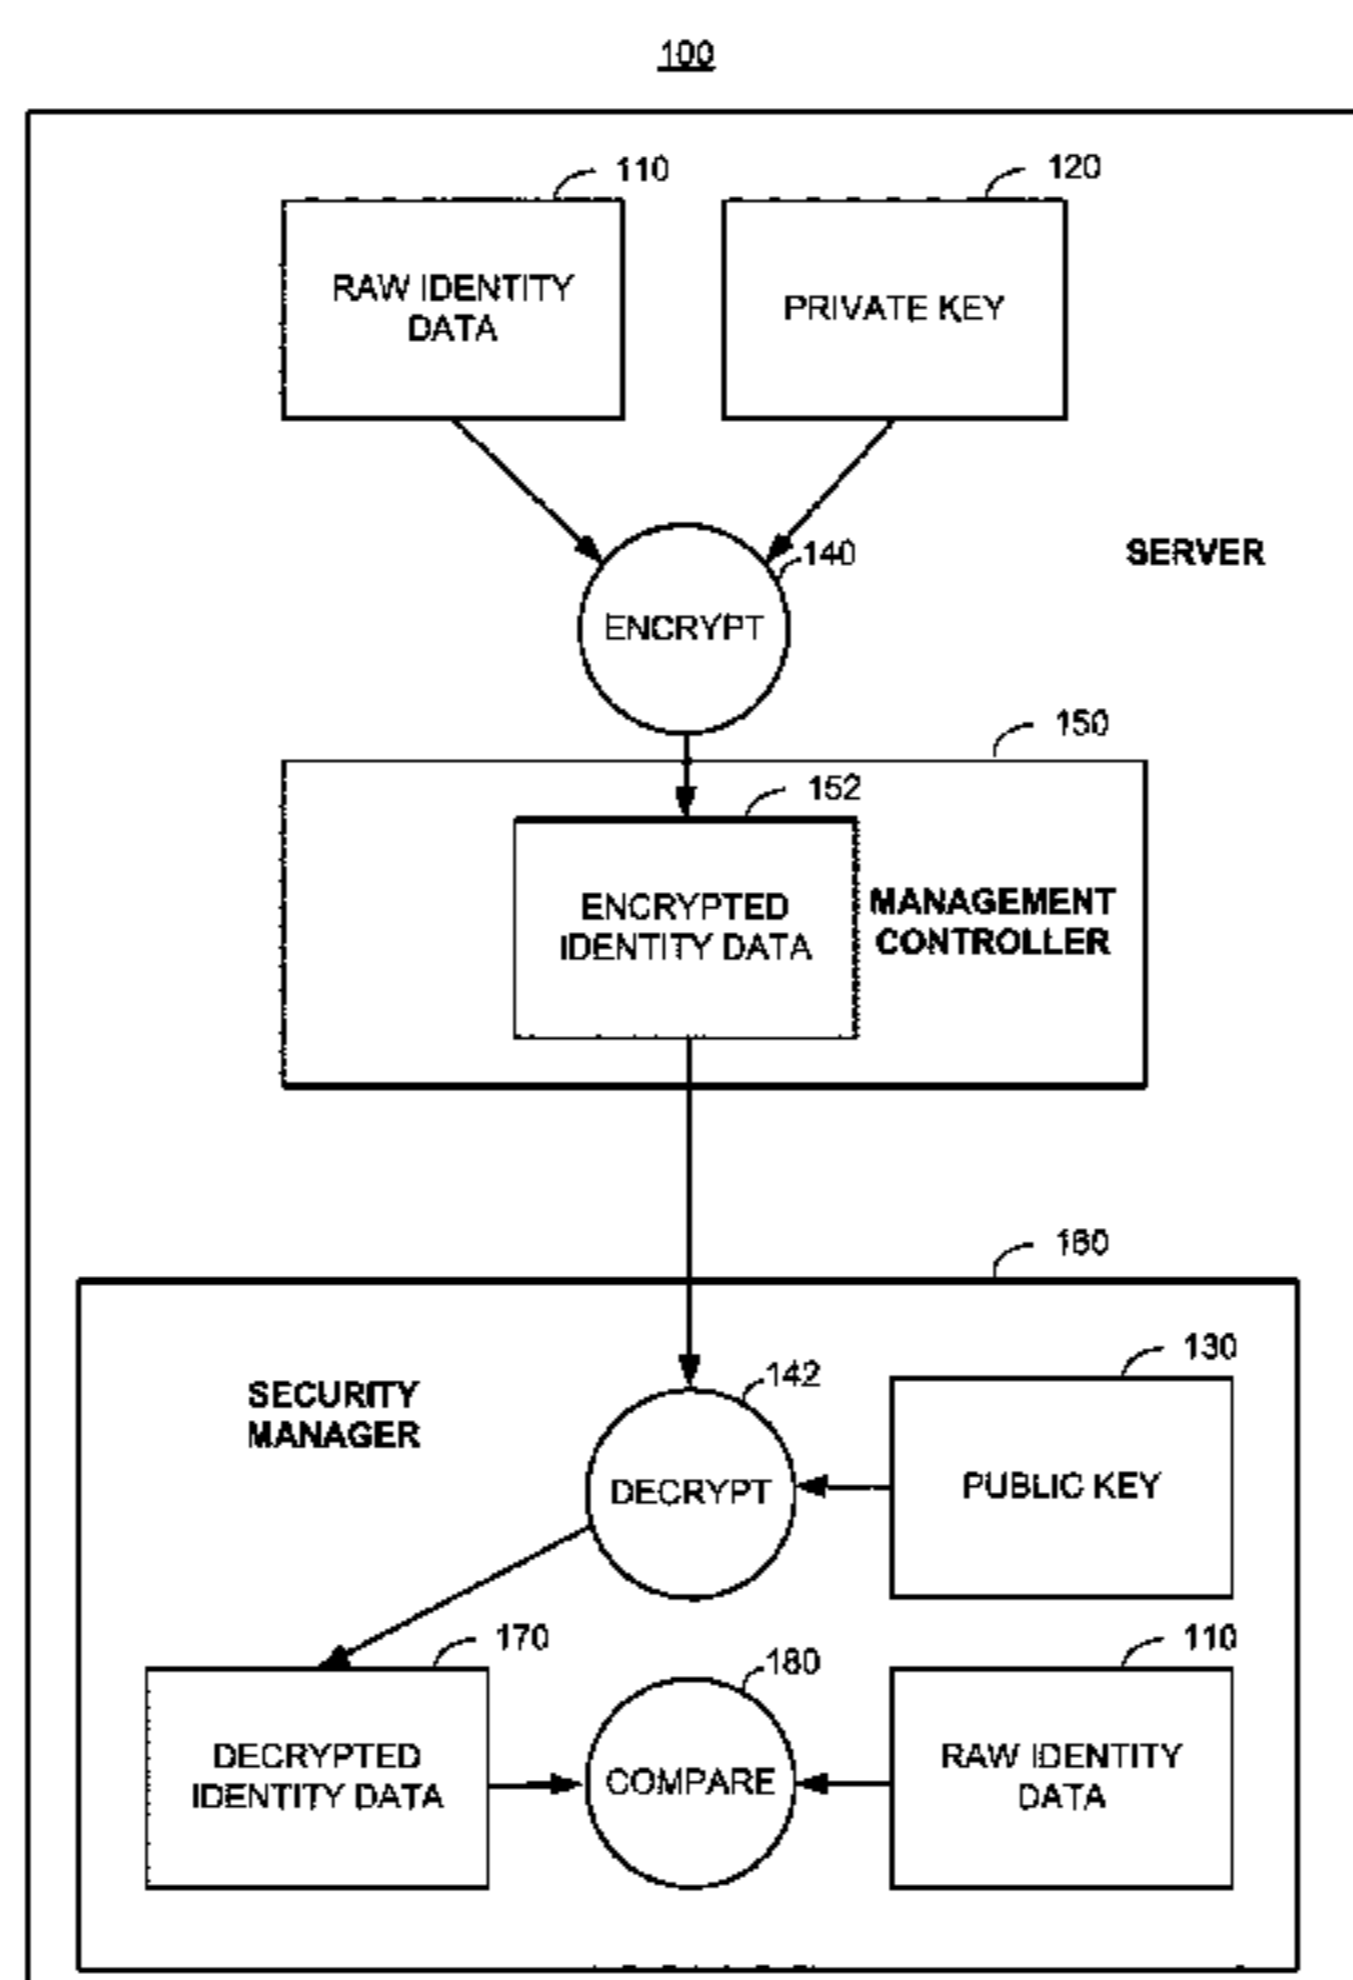 100
110
120
RAW IDENTITY
DATA
PRIVATE KEY
140
SERVER
ENCRYPT
150
152
ENCRYPTED
IDENTITY DATA
MANAGEMENT
CONTROLLER
160
130
142
SECURITY
MANAGER
DECRYPT
PUBLIC KEY
170
180
110
DECRYPTED
IDENTITY DATA
COMPARE
RAW IDENTITY
DATA